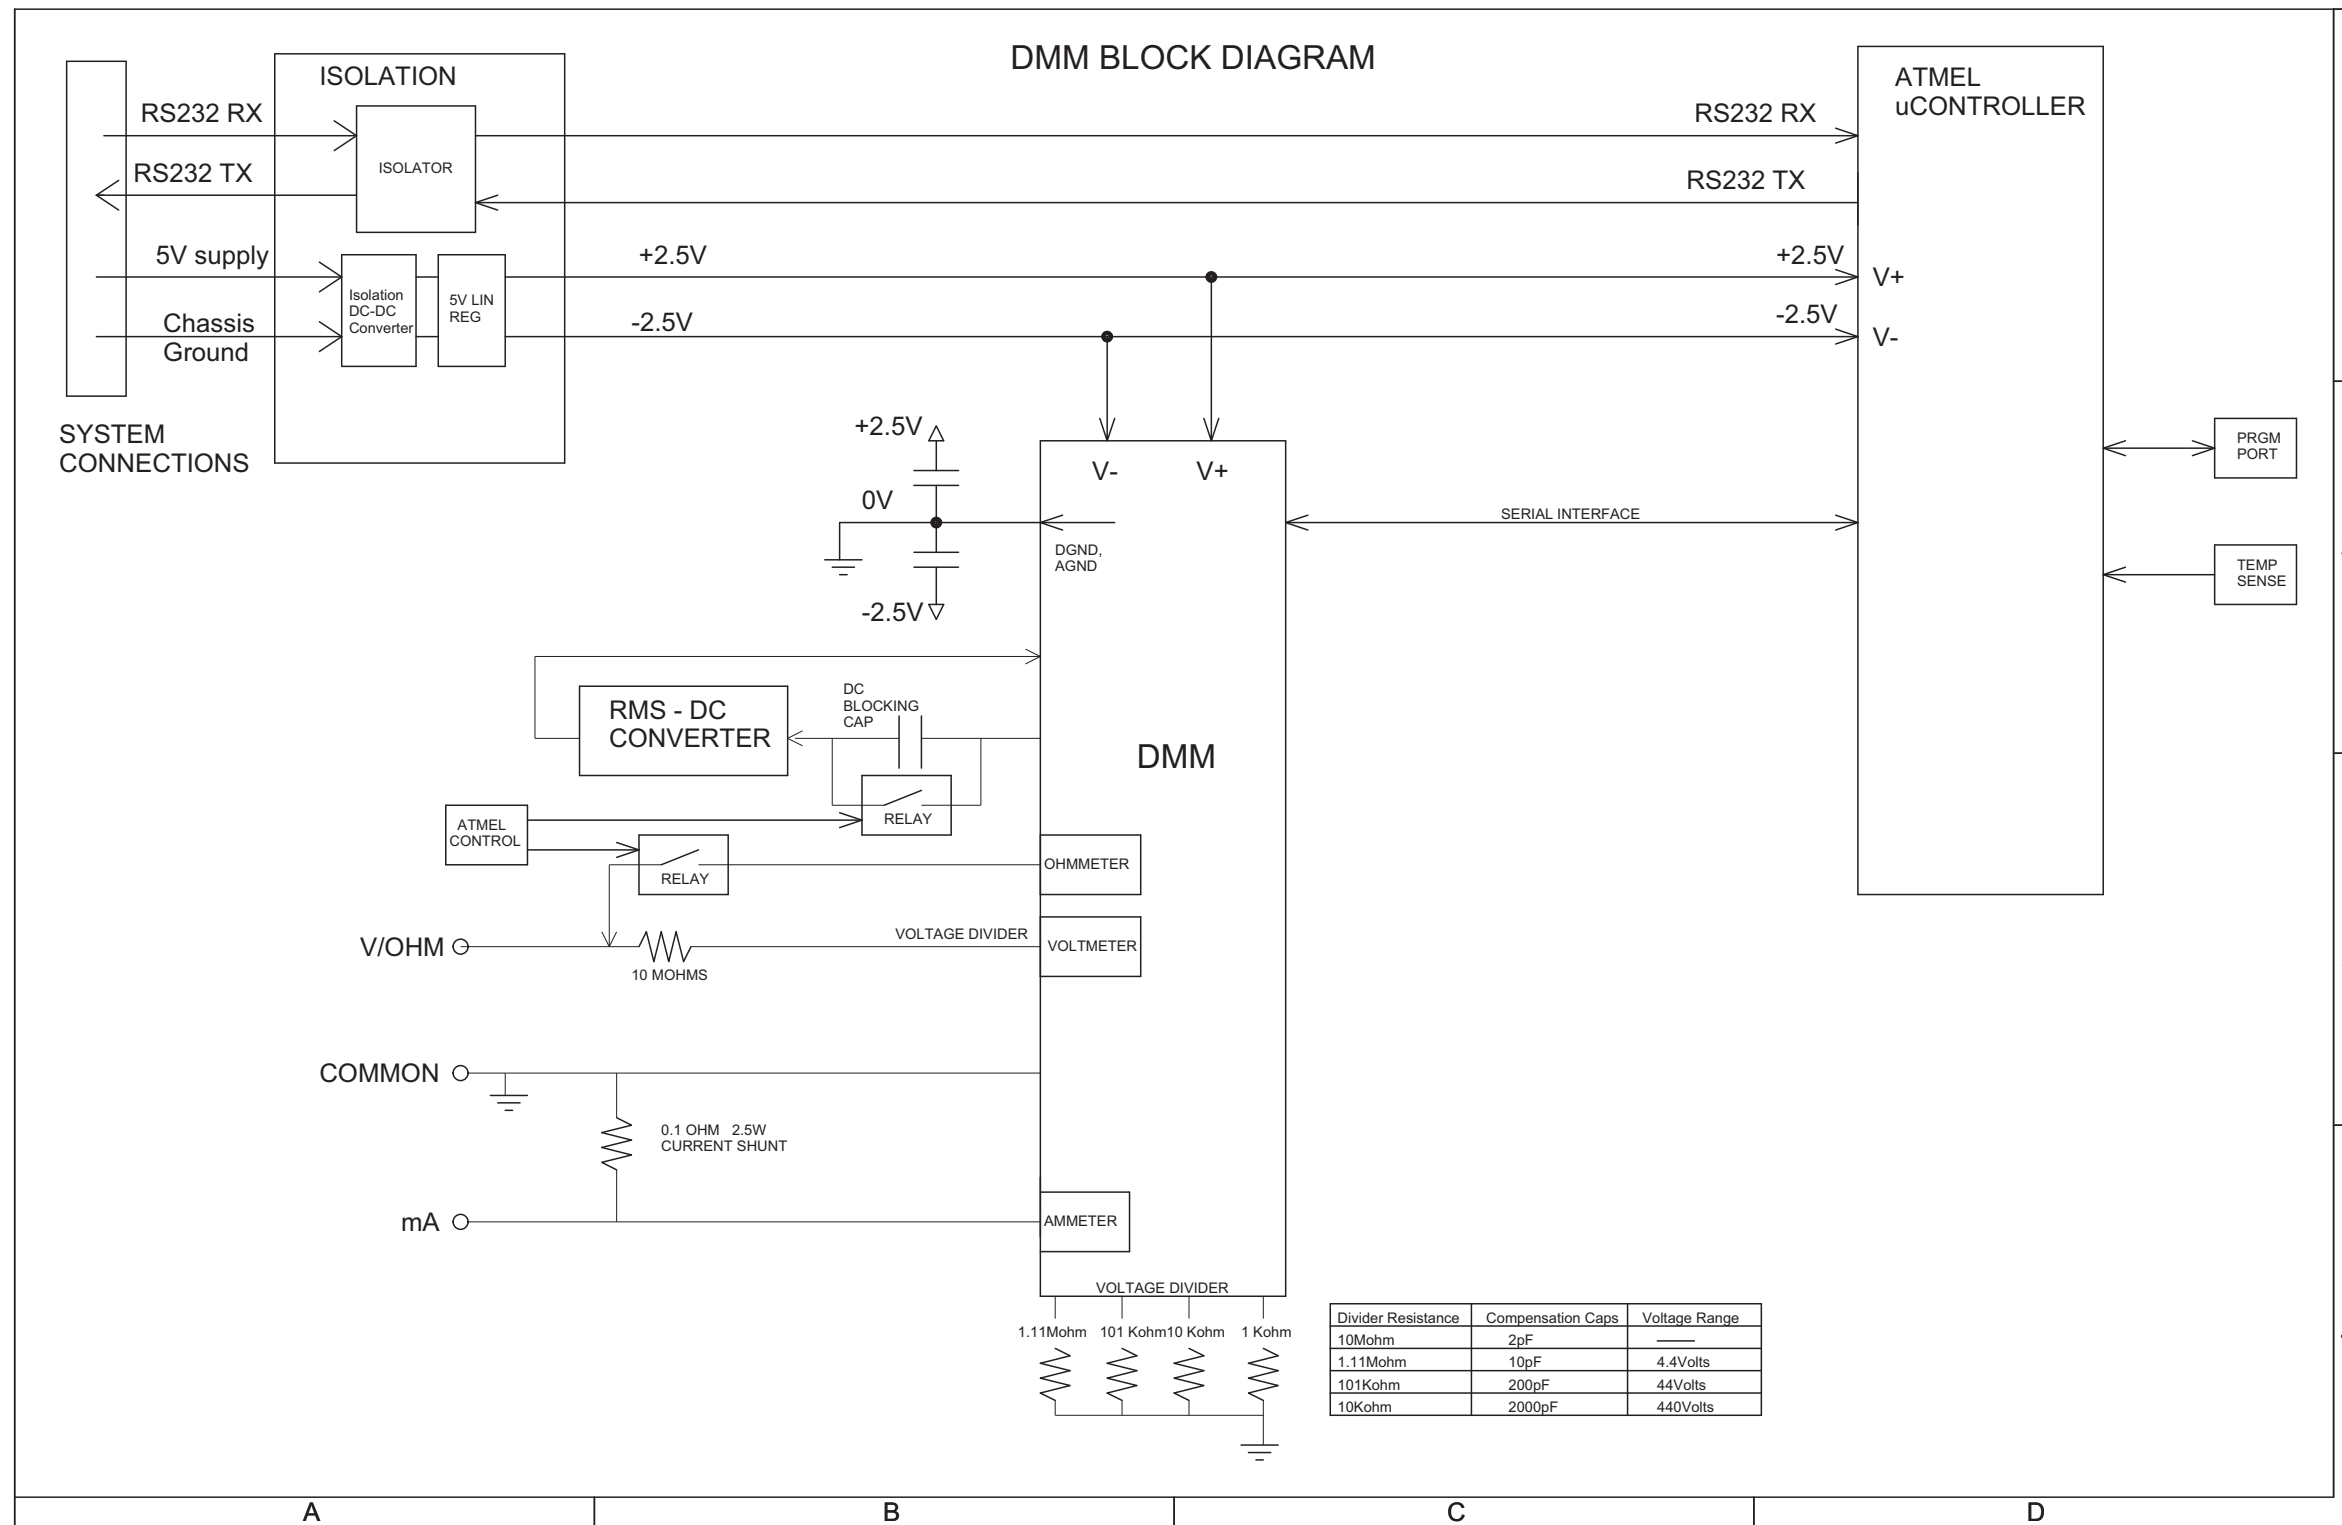 DMM BLOCK DIAGRAM
ISOLATION
RS232 RX
ISOLATOR
RS232 TX
5V supply
Isolation
DC-DC
Converter
5V LIN
REG
Chassis
Ground
SYSTEM
CONNECTIONS
+2.5V
-2.5V
RS232 RX
RS232 TX
+2.5V
-2.5V
ATMEL
uCONTROLLER
V+
V-
PRGM
PORT
TEMP
SENSE
SERIAL INTERFACE
+2.5V
0V
-2.5V
V-
V+
DGND,
AGND
RMS - DC
CONVERTER
DC
BLOCKING
CAP
RELAY
DMM
ATMEL
CONTROL
RELAY
OHMMETER
V/OHM
10 MOHMS
VOLTAGE DIVIDER
VOLTMETER
COMMON
0.1 OHM 2.5W
CURRENT SHUNT
mA
AMMETER
VOLTAGE DIVIDER
1.11Mohm
101 Kohm
10 Kohm
1 Kohm
Divider Resistance Compensation Caps Voltage Range
10Mohm 2pF
1.11Mohm 10pF 4.4Volts
101Kohm 200pF 44Volts
10Kohm 2000pF 440Volts
A
B
C
D